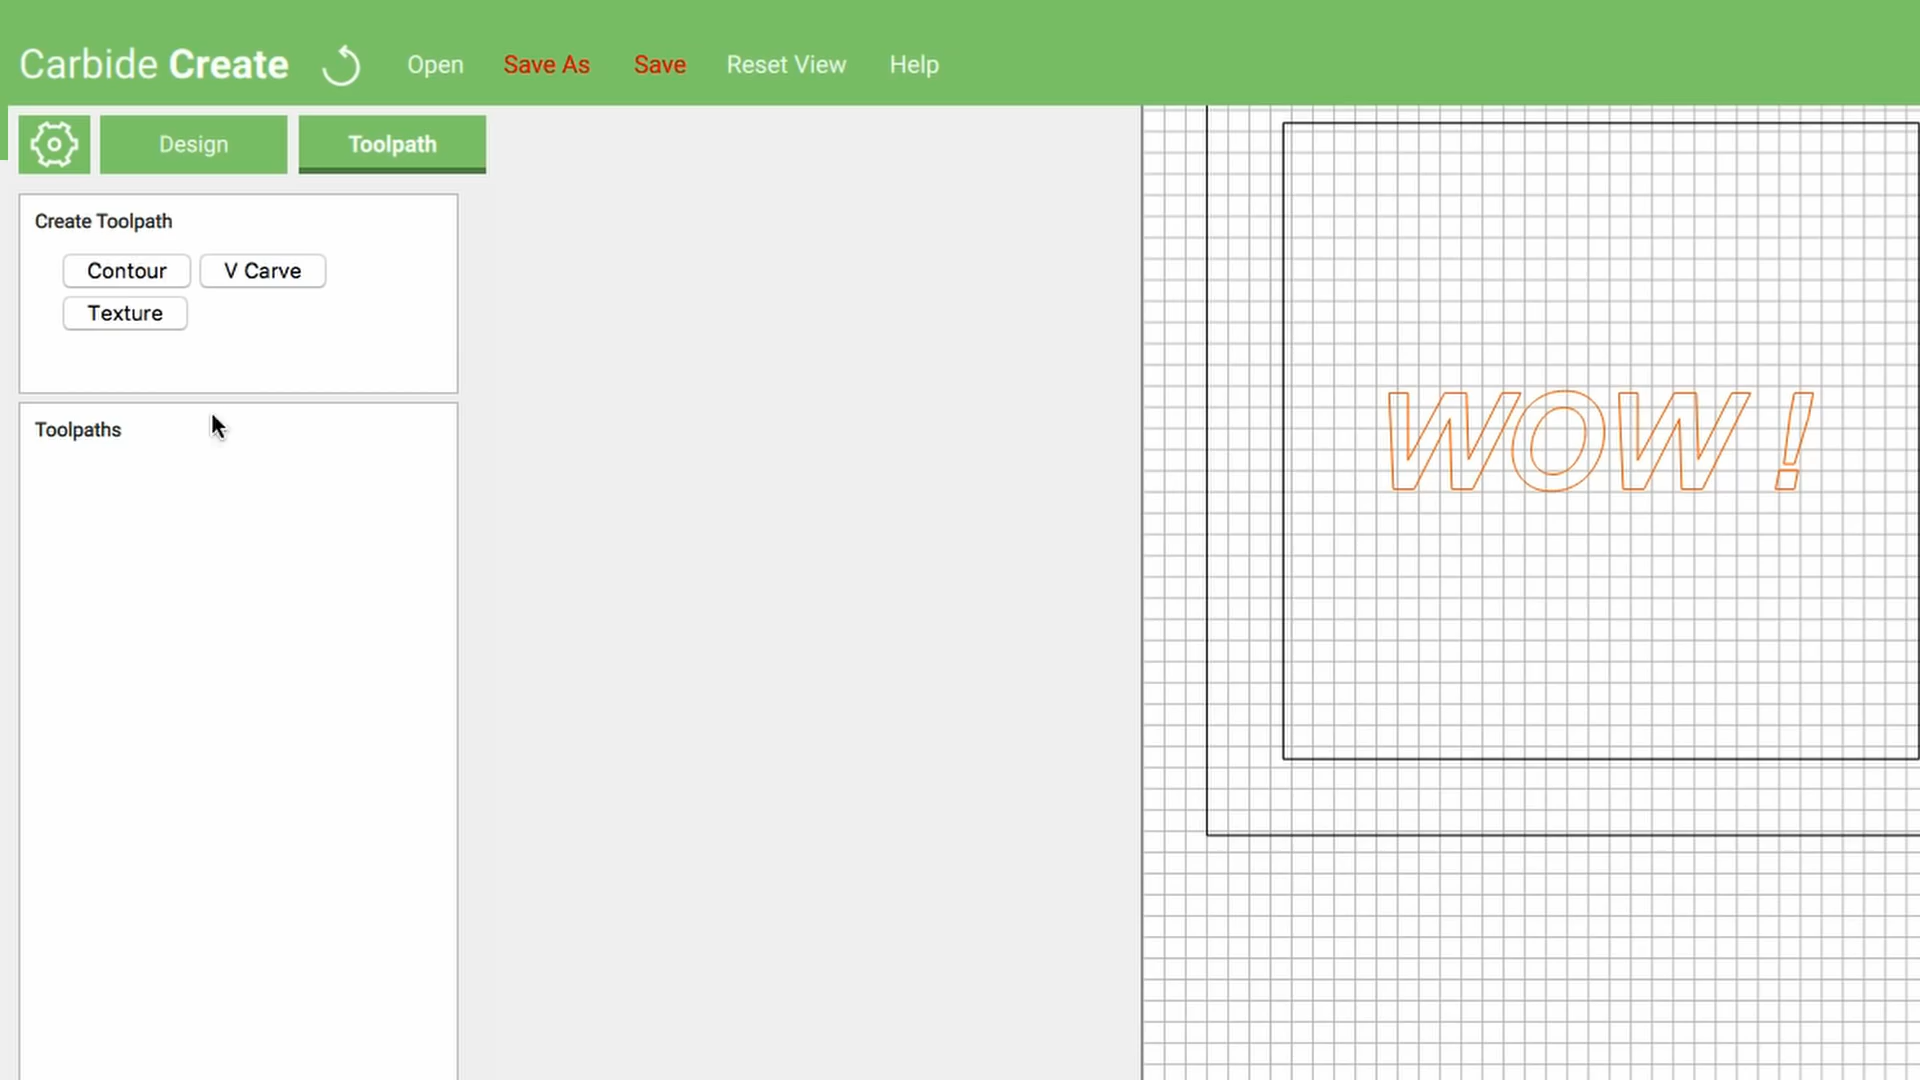 Carbide Create Open Save As Save Reset View Help
Design Toolpath
Create Toolpath
Contour V Carve
Texture
Toolpaths
WOW !